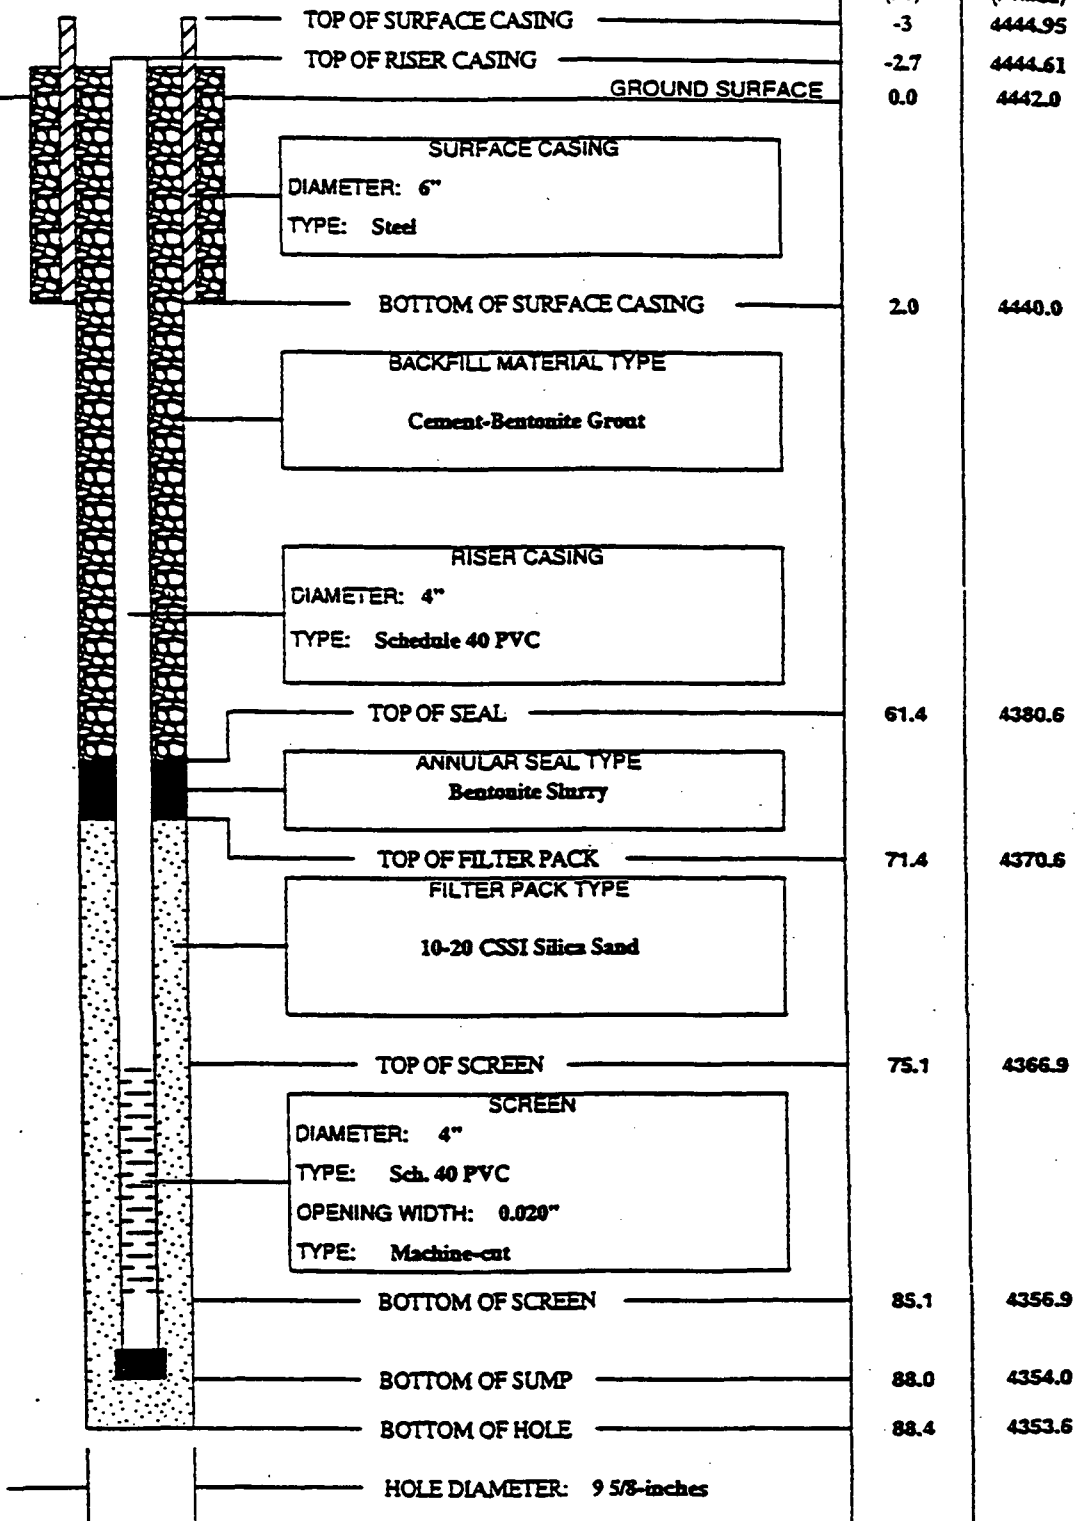 TOP OF SURFACE CASING -3 4444.95
TOP OF RISER CASING -2.7 4444.61
GROUND SURFACE 0.0 4442.0
SURFACE CASING
DIAMETER: 6"
TYPE: Steel
BOTTOM OF SURFACE CASING 2.0 4440.0
BACKFILL MATERIAL TYPE
Cement-Bentonite Grout
RISER CASING
DIAMETER: 4"
TYPE: Schedule 40 PVC
TOP OF SEAL 61.4 4380.6
ANNULAR SEAL TYPE
Bentonite Slurry
TOP OF FILTER PACK 71.4 4370.6
FILTER PACK TYPE
10-20 CSSI Silica Sand
TOP OF SCREEN 75.1 4366.9
SCREEN
DIAMETER: 4"
TYPE: Sch. 40 PVC
OPENING WIDTH: 0.020"
TYPE: Machine-cut
BOTTOM OF SCREEN 85.1 4356.9
BOTTOM OF SUMP 88.0 4354.0
BOTTOM OF HOLE 88.4 4353.6
HOLE DIAMETER: 9 5/8-inches